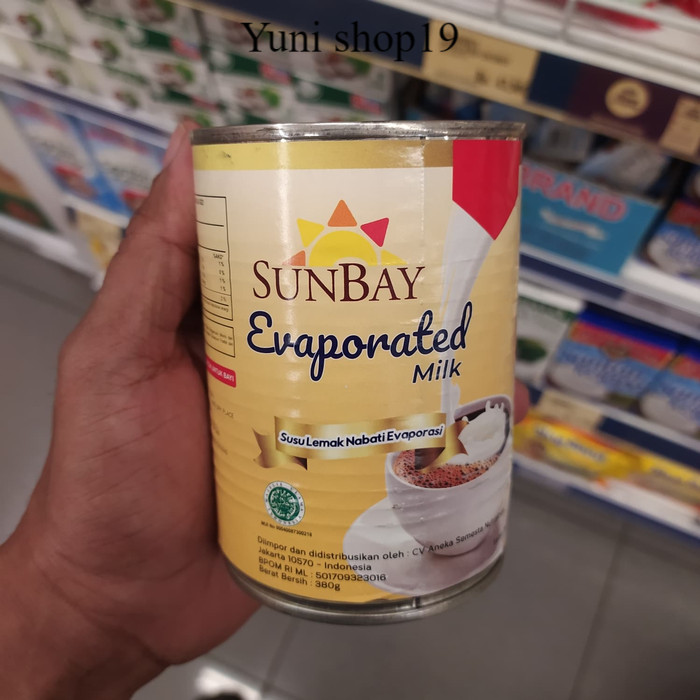 Yuni shop19
SUNBAY
Evaporated
Milk
Susu Lemak Nabati Evaporasi
Diimpor dan didistribusikan oleh : CV Aneka Semesta
Jakarta 10570 - Indonesia
BPOM RI ML : 501709323016
Berat Bersih : 380g